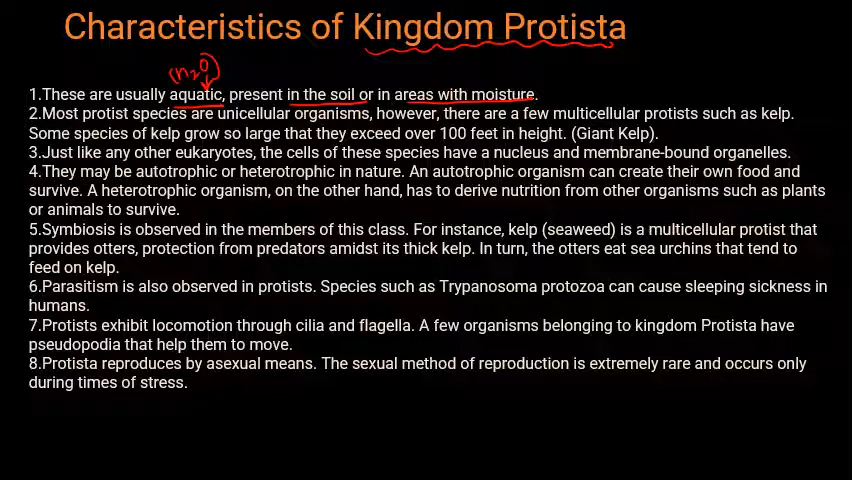 Characteristics of Kingdom Protista
(H2O)
1.These are usually aquatic, present in the soil or in areas with moisture.
2.Most protist species are unicellular organisms, however, there are a few multicellular protists such as kelp.
Some species of kelp grow so large that they exceed over 100 feet in height. (Giant Kelp).
3.Just like any other eukaryotes, the cells of these species have a nucleus and membrane-bound organelles.
4.They may be autotrophic or heterotrophic in nature. An autotrophic organism can create their own food and
survive. A heterotrophic organism, on the other hand, has to derive nutrition from other organisms such as plants
or animals to survive.
5.Symbiosis is observed in the members of this class. For instance, kelp (seaweed) is a multicellular protist that
provides otters, protection from predators amidst its thick kelp. In turn, the otters eat sea urchins that tend to
feed on kelp.
6.Parasitism is also observed in protists. Species such as Trypanosoma protozoa can cause sleeping sickness in
humans.
7.Protists exhibit locomotion through cilia and flagella. A few organisms belonging to kingdom Protista have
pseudopodia that help them to move.
8.Protista reproduces by asexual means. The sexual method of reproduction is extremely rare and occurs only
during times of stress.